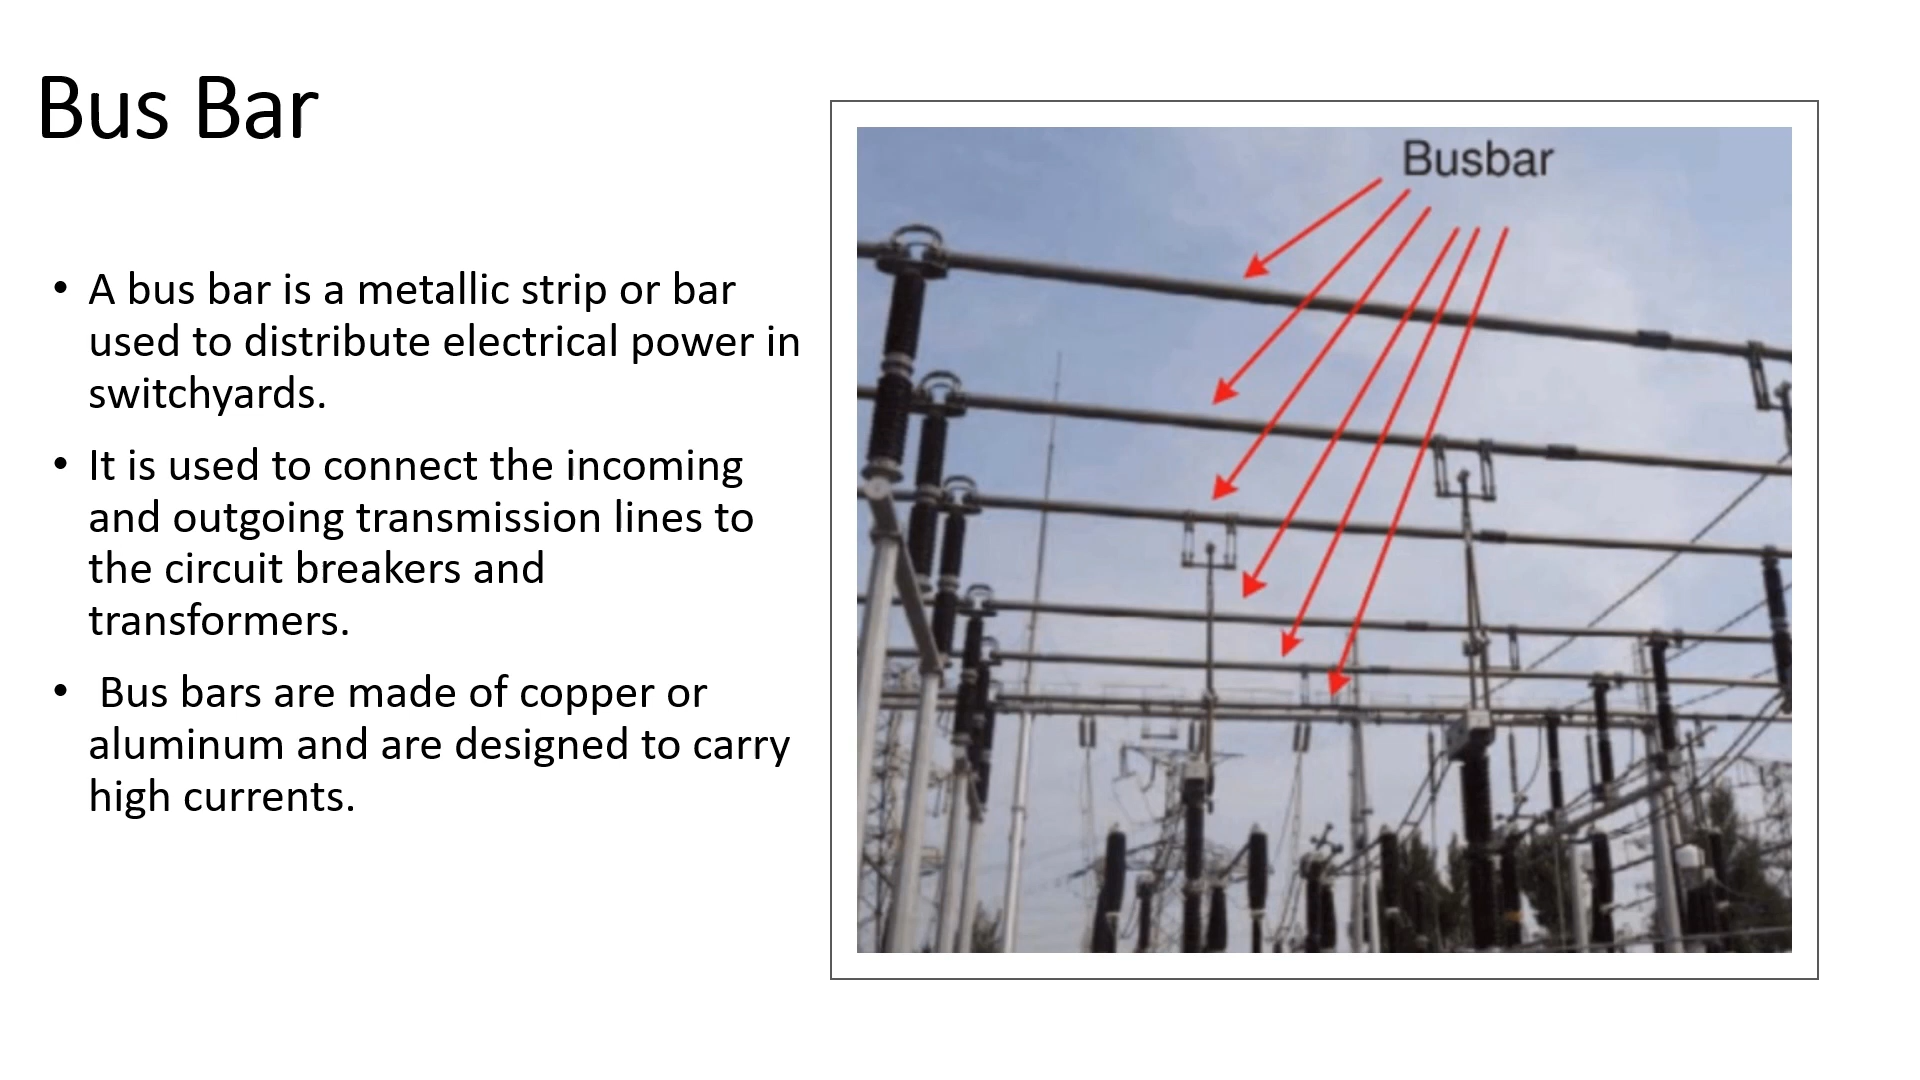 Bus Bar
• A bus bar is a metallic strip or bar
used to distribute electrical power in
switchyards.
• It is used to connect the incoming
and outgoing transmission lines to
the circuit breakers and
transformers.
• Bus bars are made of copper or
aluminum and are designed to carry
high currents.
Busbar